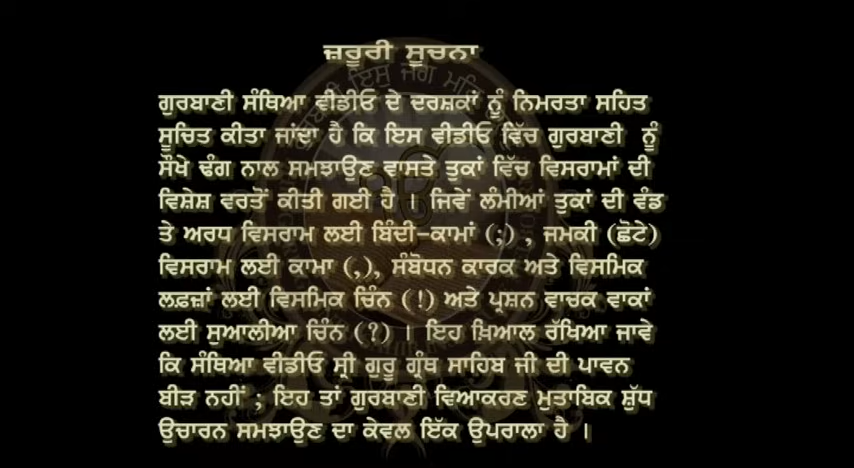 ਜ਼ਰੂਰੀ ਸੂਚਨਾ
ਗੁਰਬਾਣੀ ਸੰਥਿਆ ਵੀਡੀਓ ਦੇ ਦਰਸ਼ਕਾਂ ਨੂੰ ਨਿਮਰਤਾ ਸਹਿਤ
ਸੂਚਿਤ ਕੀਤਾ ਜਾਂਦਾ ਹੈ ਕਿ ਇਸ ਵੀਡੀਓ ਵਿੱਚ ਗੁਰਬਾਣੀ ਨੂੰ
ਸੌਖੇ ਢੰਗ ਨਾਲ ਸਮਝਾਉਣ ਵਾਸਤੇ ਤੁਕਾਂ ਵਿੱਚ ਵਿਸਰਾਮਾਂ ਦੀ
ਵਿਸ਼ੇਸ਼ ਵਰਤੋਂ ਕੀਤੀ ਗਈ ਹੈ । ਜਿਵੇਂ ਲੰਮੀਆਂ ਤੁਕਾਂ ਦੀ ਵੰਡ
ਤੇ ਅਰਧ ਵਿਸਰਾਮ ਲਈ ਬਿੰਦੀ-ਕਾਮਾਂ (;) , ਜਮਕੀ (ਛੋਟੇ)
ਵਿਸਰਾਮ ਲਈ ਕਾਮਾ (,), ਸੰਬੋਧਨ ਕਾਰਕ ਅਤੇ ਵਿਸਮਿਕ
ਲਫ਼ਜ਼ਾਂ ਲਈ ਵਿਸਮਿਕ ਚਿੰਨ (!) ਅਤੇ ਪ੍ਰਸ਼ਨ ਵਾਚਕ ਵਾਕਾਂ
ਲਈ ਸੁਆਲੀਆ ਚਿੰਨ (?) । ਇਹ ਖ਼ਿਆਲ ਰੱਖਿਆ ਜਾਵੇ
ਕਿ ਸੰਥਿਆ ਵੀਡੀਓ ਸ੍ਰੀ ਗੁਰੂ ਗ੍ਰੰਥ ਸਾਹਿਬ ਜੀ ਦੀ ਪਾਵਨ
ਬੀੜ ਨਹੀਂ ; ਇਹ ਤਾਂ ਗੁਰਬਾਣੀ ਵਿਆਕਰਣ ਮੁਤਾਬਿਕ ਸ਼ੁੱਧ
ਉਚਾਰਨ ਸਮਝਾਉਣ ਦਾ ਕੇਵਲ ਇੱਕ ਉਪਰਾਲਾ ਹੈ ।